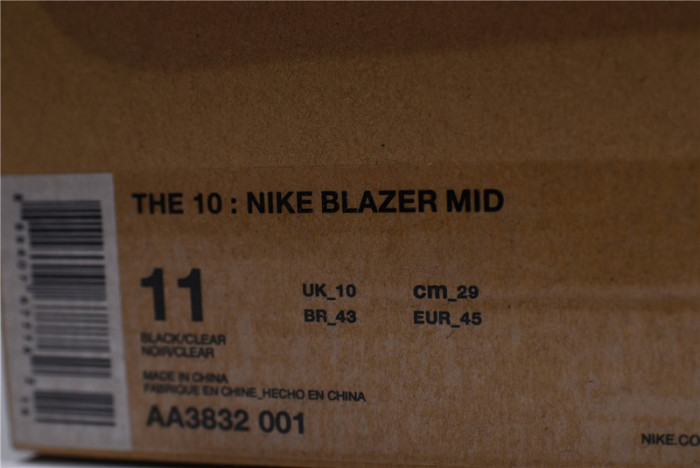 THE 10 : NIKE BLAZER MID
11
UK_10 cm_29
BR_43 EUR_45
BLACK/CLEAR
NOIR/CLEAR
MADE IN CHINA
FABRIQUE EN CHINE_HECHO EN CHINA
AA3832 001
NIKE.CO